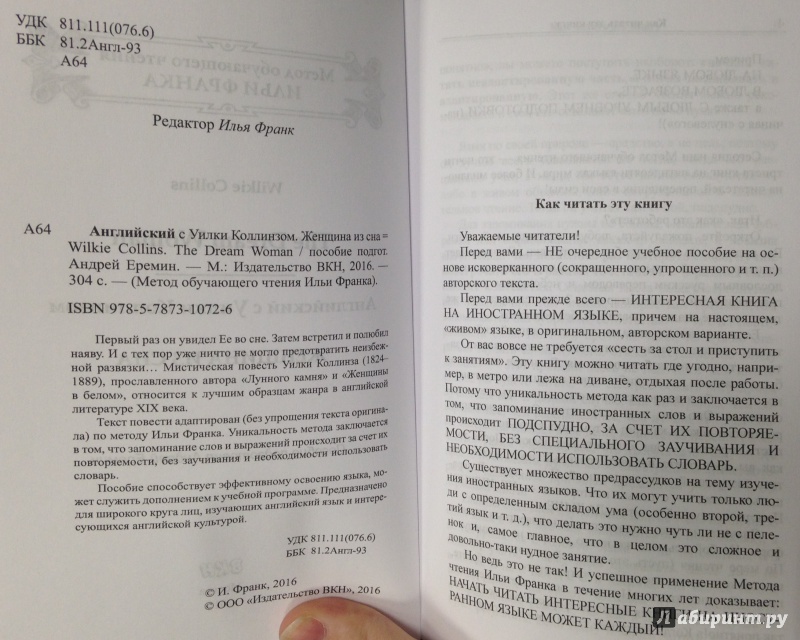 УДК 811.111(076.6)
ББК 81.2Англ-93
А64
Редактор Илья Франк
А64
Английский с Уилки Коллинзом. Женщина из сна =
Wilkie Collins. The Dream Woman / пособие подгот.
Андрей Еремин. — М.: Издательство ВКН, 2016. —
304 с. — (Метод обучающего чтения Ильи Франка).
ISBN 978-5-7873-1072-6
Первый раз он увидел Ее во сне. Затем встретил и полюбил
наяву. И с тех пор уже ничто не могло предотвратить неизбеж-
ной развязки... Мистическая повесть Уилки Коллинза (1824–
1889), прославленного автора «Лунного камня» и «Женщины
в белом», относится к лучшим образцам жанра в английской
литературе XIX века.
Текст повести адаптирован (без упрощения текста оригина-
ла) по методу Ильи Франка. Уникальность метода заключается
в том, что запоминание слов и выражений происходит за счет их
повторяемости, без заучивания и необходимости использовать
словарь.
Пособие способствует эффективному освоению языка, мо-
жет служить дополнением к учебной программе. Предназначено
для широкого круга лиц, изучающих английский язык и интере-
сующихся английской культурой.
УДК 811.111(076.6)
ББК 81.2Англ-93
© И. Франк, 2016
© ООО «Издательство ВКН», 2016
Как читать эту книгу
Уважаемые читатели!
Перед вами — НЕ очередное учебное пособие на ос-
нове исковерканного (сокращенного, упрощенного и т. п.)
авторского текста.
Перед вами прежде всего — ИНТЕРЕСНАЯ КНИГА
НА ИНОСТРАННОМ ЯЗЫКЕ, причем на настоящем,
«живом» языке, в оригинальном, авторском варианте.
От вас вовсе не требуется «сесть за стол и приступить
к занятиям». Эту книгу можно читать где угодно, напри-
мер, в метро или лежа на диване, отдыхая после работы.
Потому что уникальность метода как раз и заключается в
том, что запоминание иностранных слов и выражений
происходит ПОДСПУДНО, ЗА СЧЕТ ИХ ПОВТОРЯЕ-
МОСТИ, БЕЗ СПЕЦИАЛЬНОГО ЗАУЧИВАНИЯ И
НЕОБХОДИМОСТИ ИСПОЛЬЗОВАТЬ СЛОВАРЬ.
Существует множество предрассудков на тему изуче-
ния иностранных языков. Что их могут учить только лю-
ди с определенным складом ума (особенно второй, тре-
тий язык и т. д.), что делать это нужно чуть ли не с пеле-
нок и, самое главное, что в целом это сложное и
довольно-таки нудное занятие.
Но ведь это не так! И успешное применение Метода
чтения Ильи Франка в течение многих лет доказывает:
НАЧАТЬ ЧИТАТЬ ИНТЕРЕСНЫЕ
РАННОМ ЯЗЫКЕ МОЖЕТ КАЖДЫЙ!
лабиринт.ру